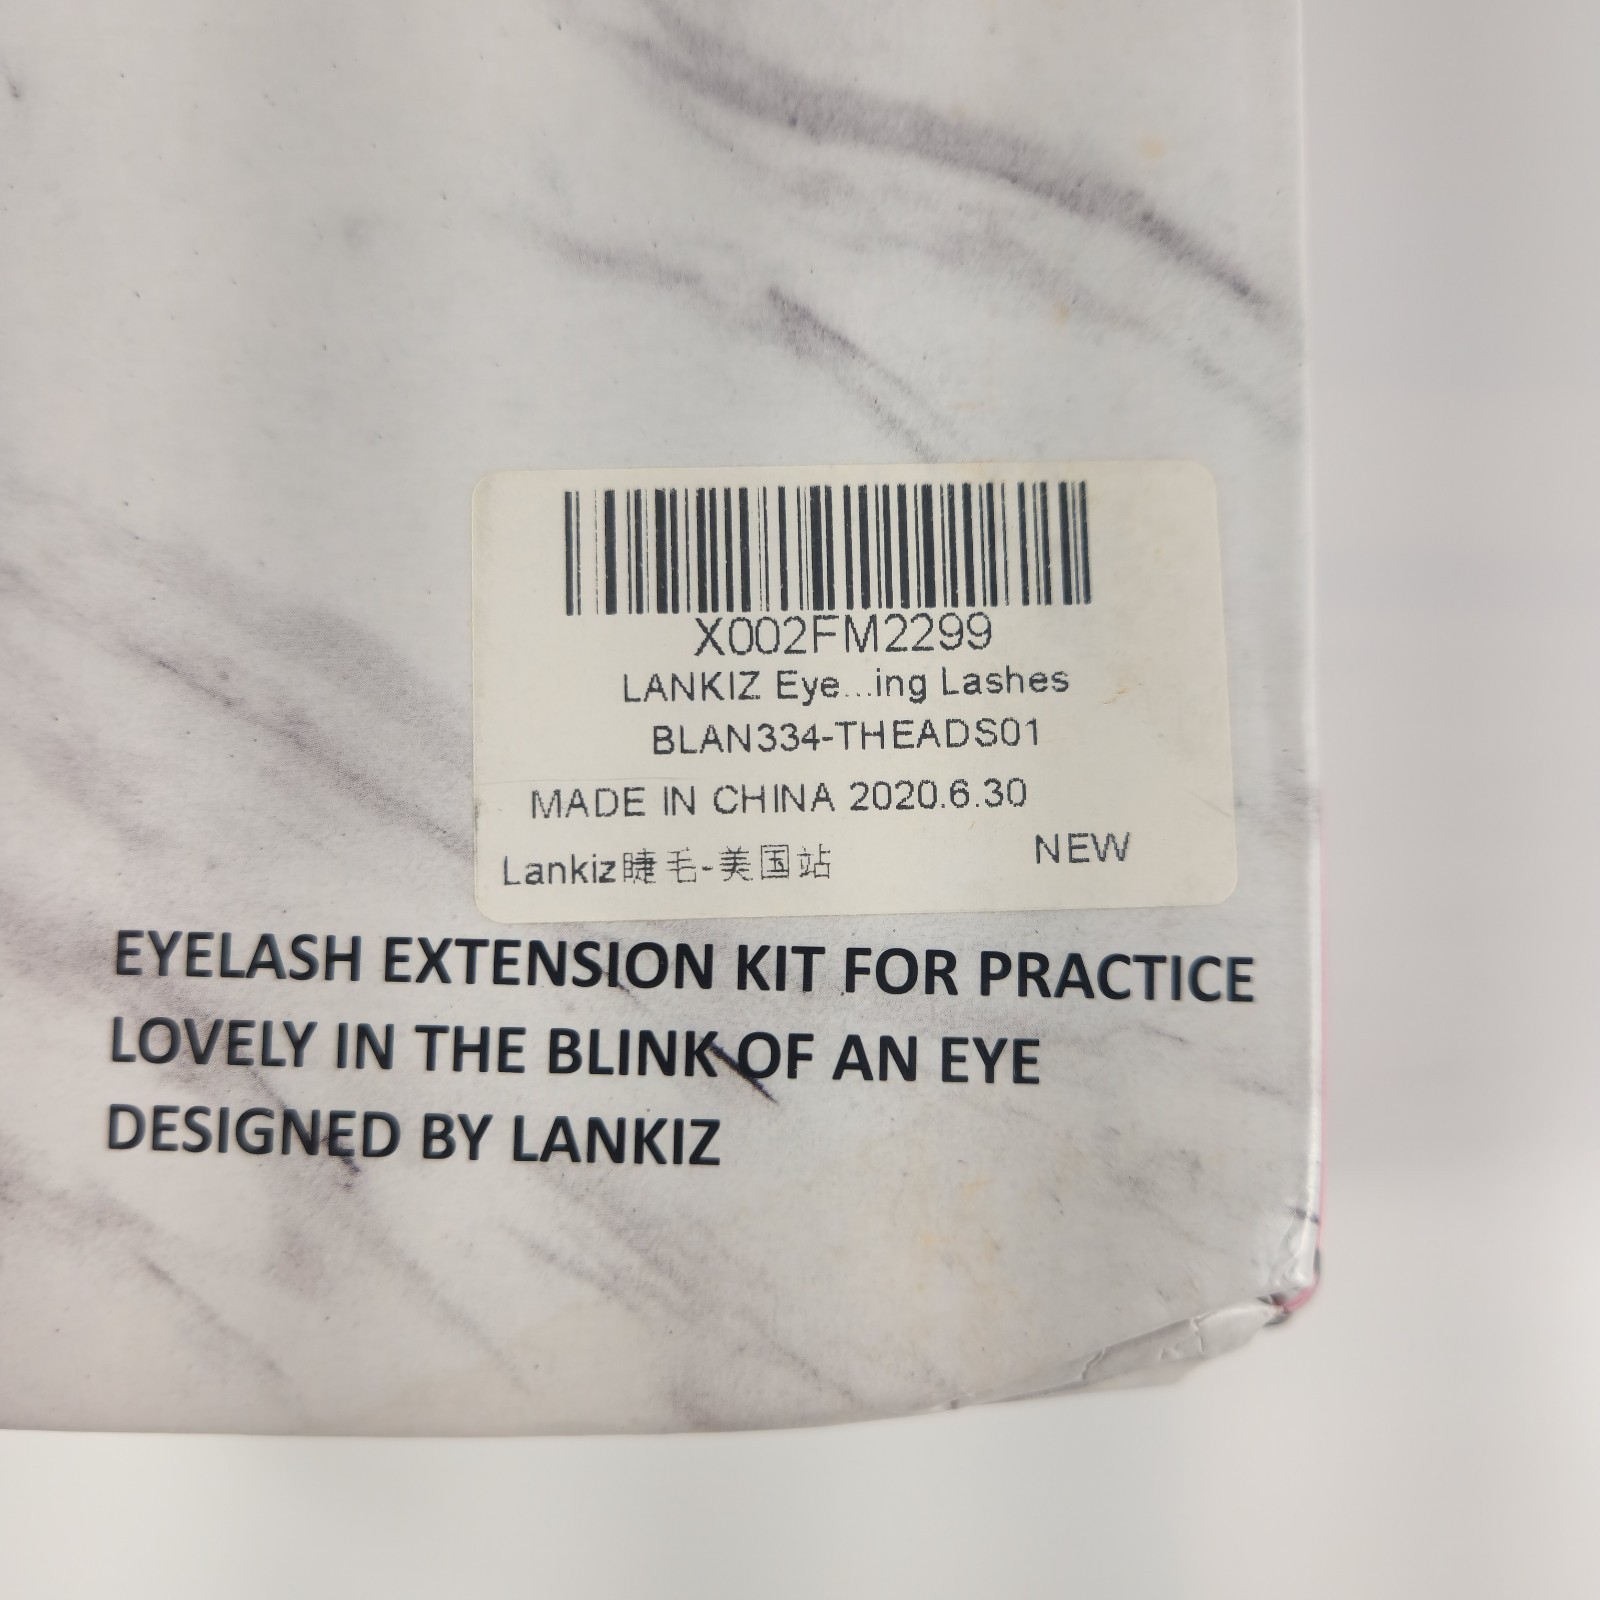 X002FM2299
LANKIZ Eye...ing Lashes
BLAN334-THEADS01
MADE IN CHINA 2020.6.30
NEW
Lankiz睫毛-美国站
EYELASH EXTENSION KIT FOR PRACTICE
LOVELY IN THE BLINK OF AN EYE
DESIGNED BY LANKIZ